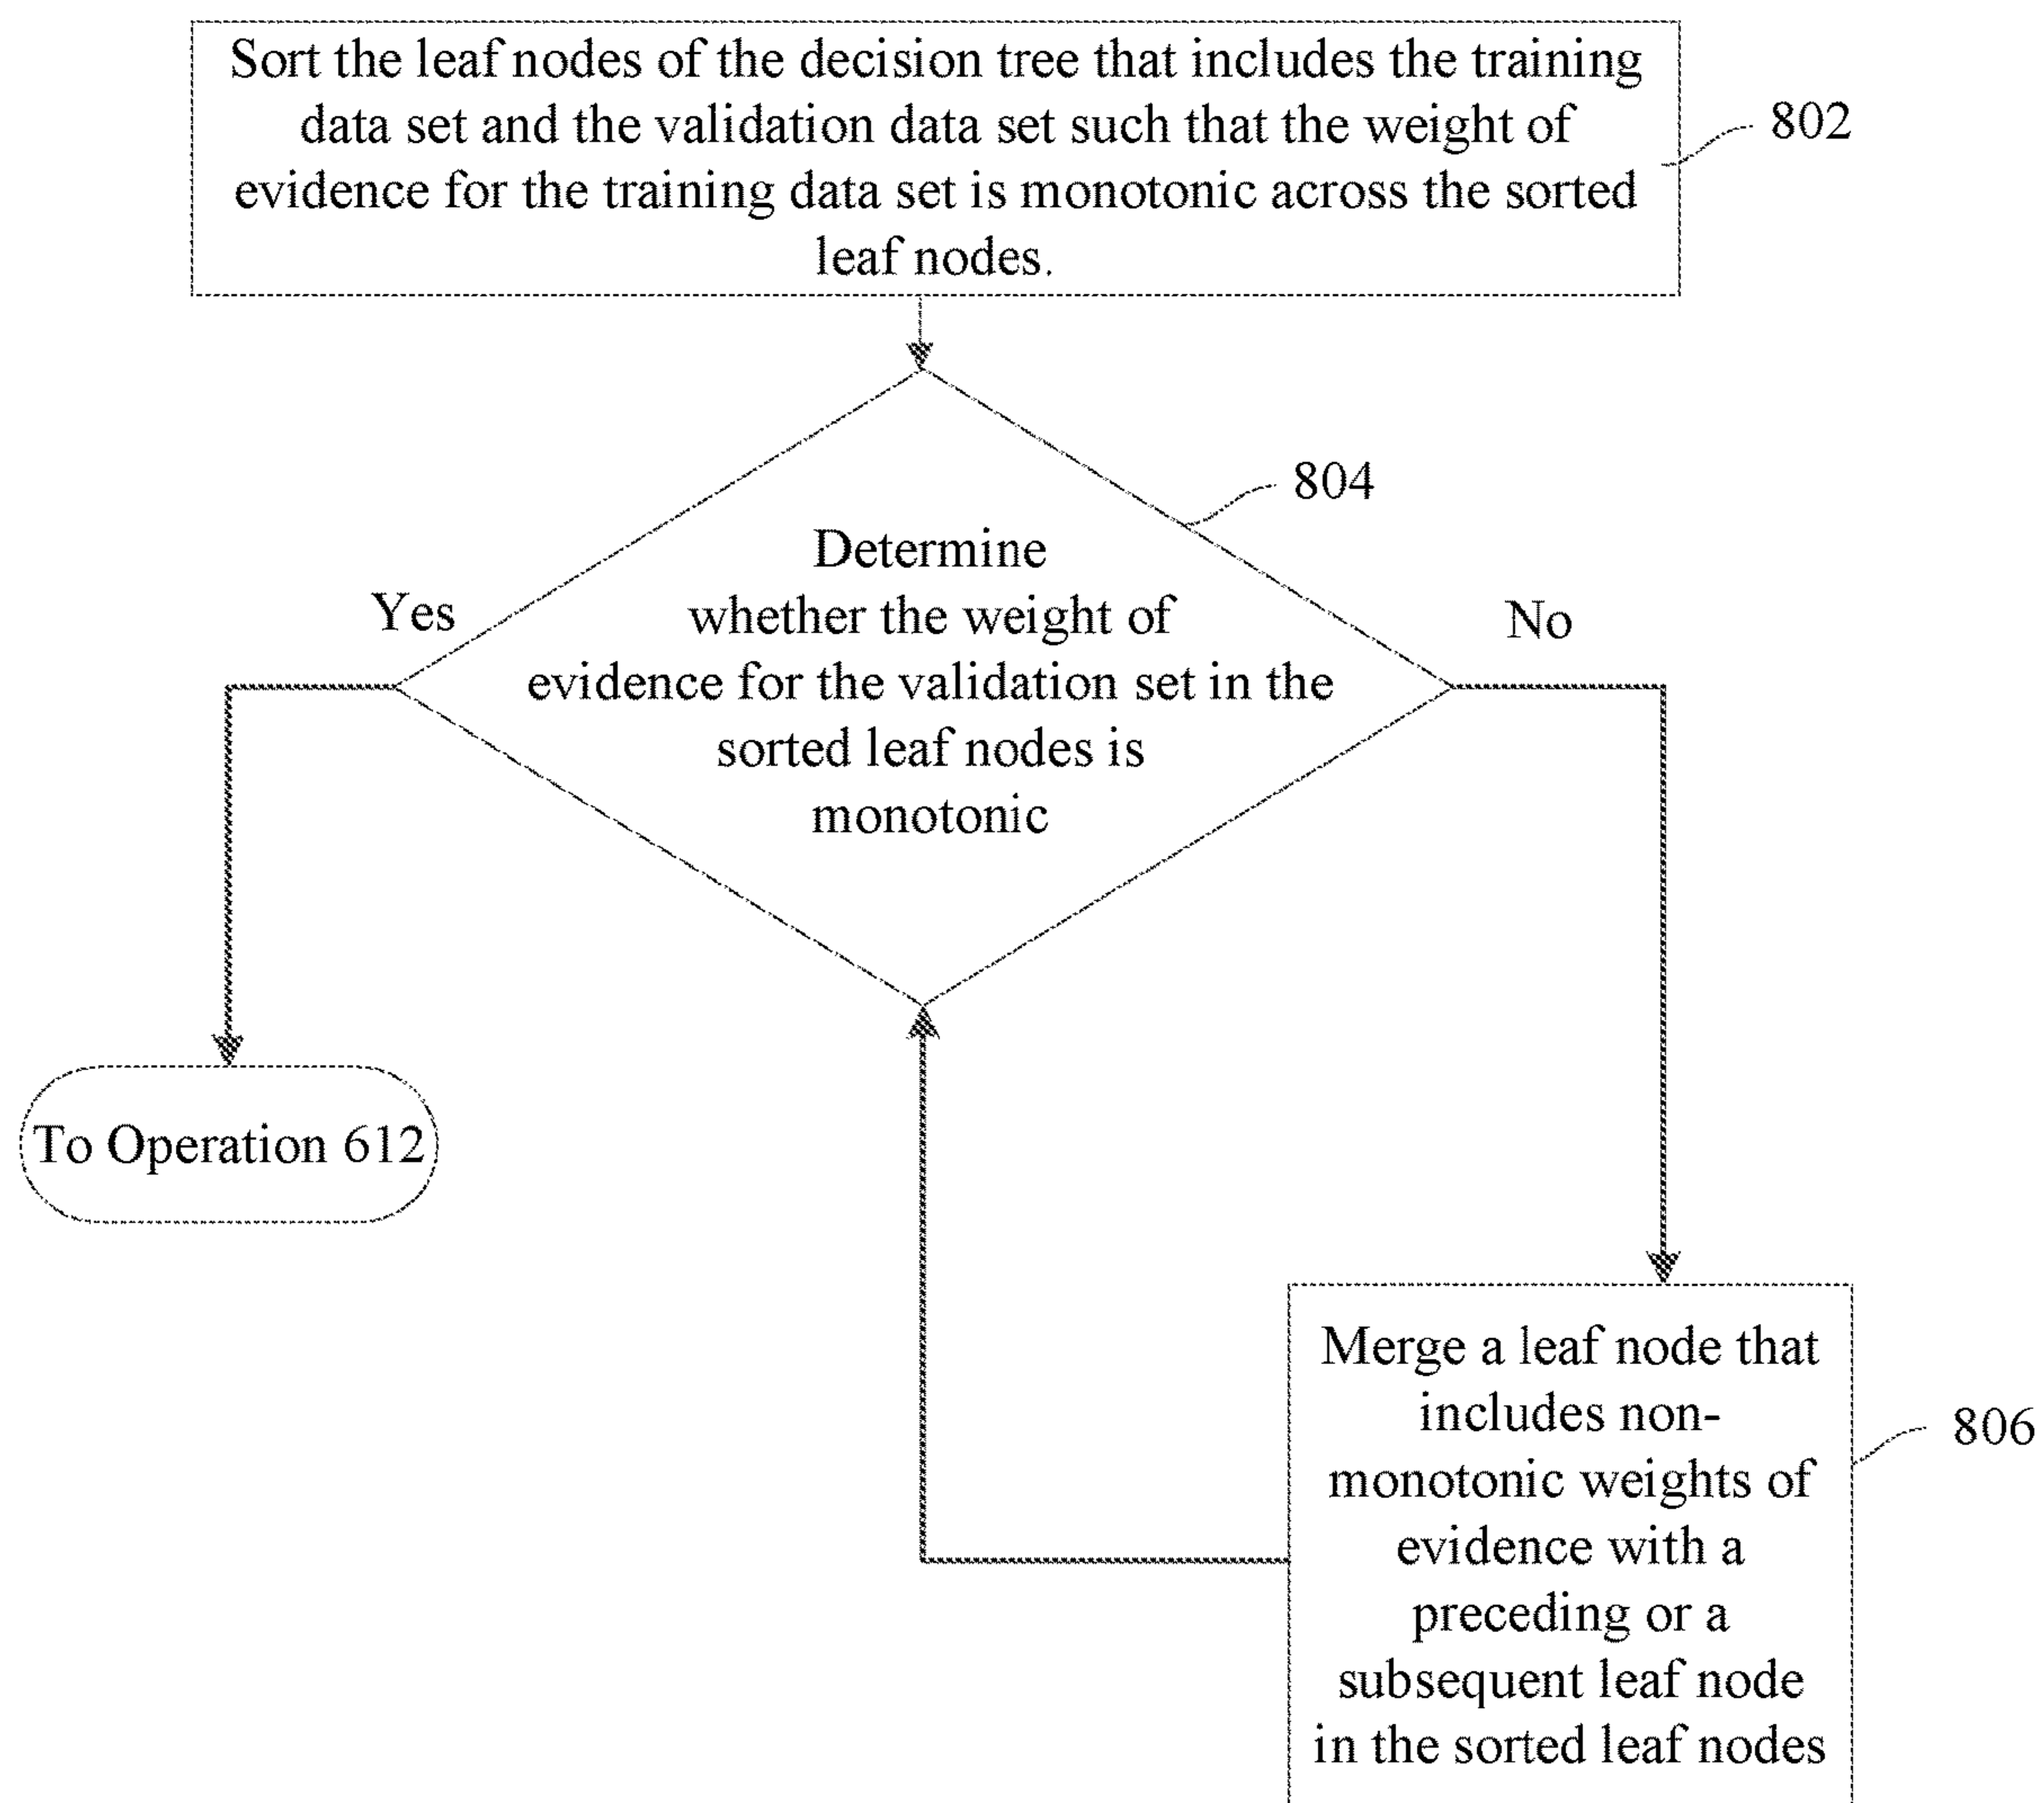 Sort the leaf nodes of the decision tree that includes the training
data set and the validation data set such that the weight of
evidence for the training data set is monotonic across the sorted
leaf nodes.
802
804
Determine
whether the weight of
evidence for the validation set in the
sorted leaf nodes is
monotonic
Yes
No
To Operation 612
Merge a leaf node that
includes non-
monotonic weights of
evidence with a
preceding or a
subsequent leaf node
in the sorted leaf nodes
806